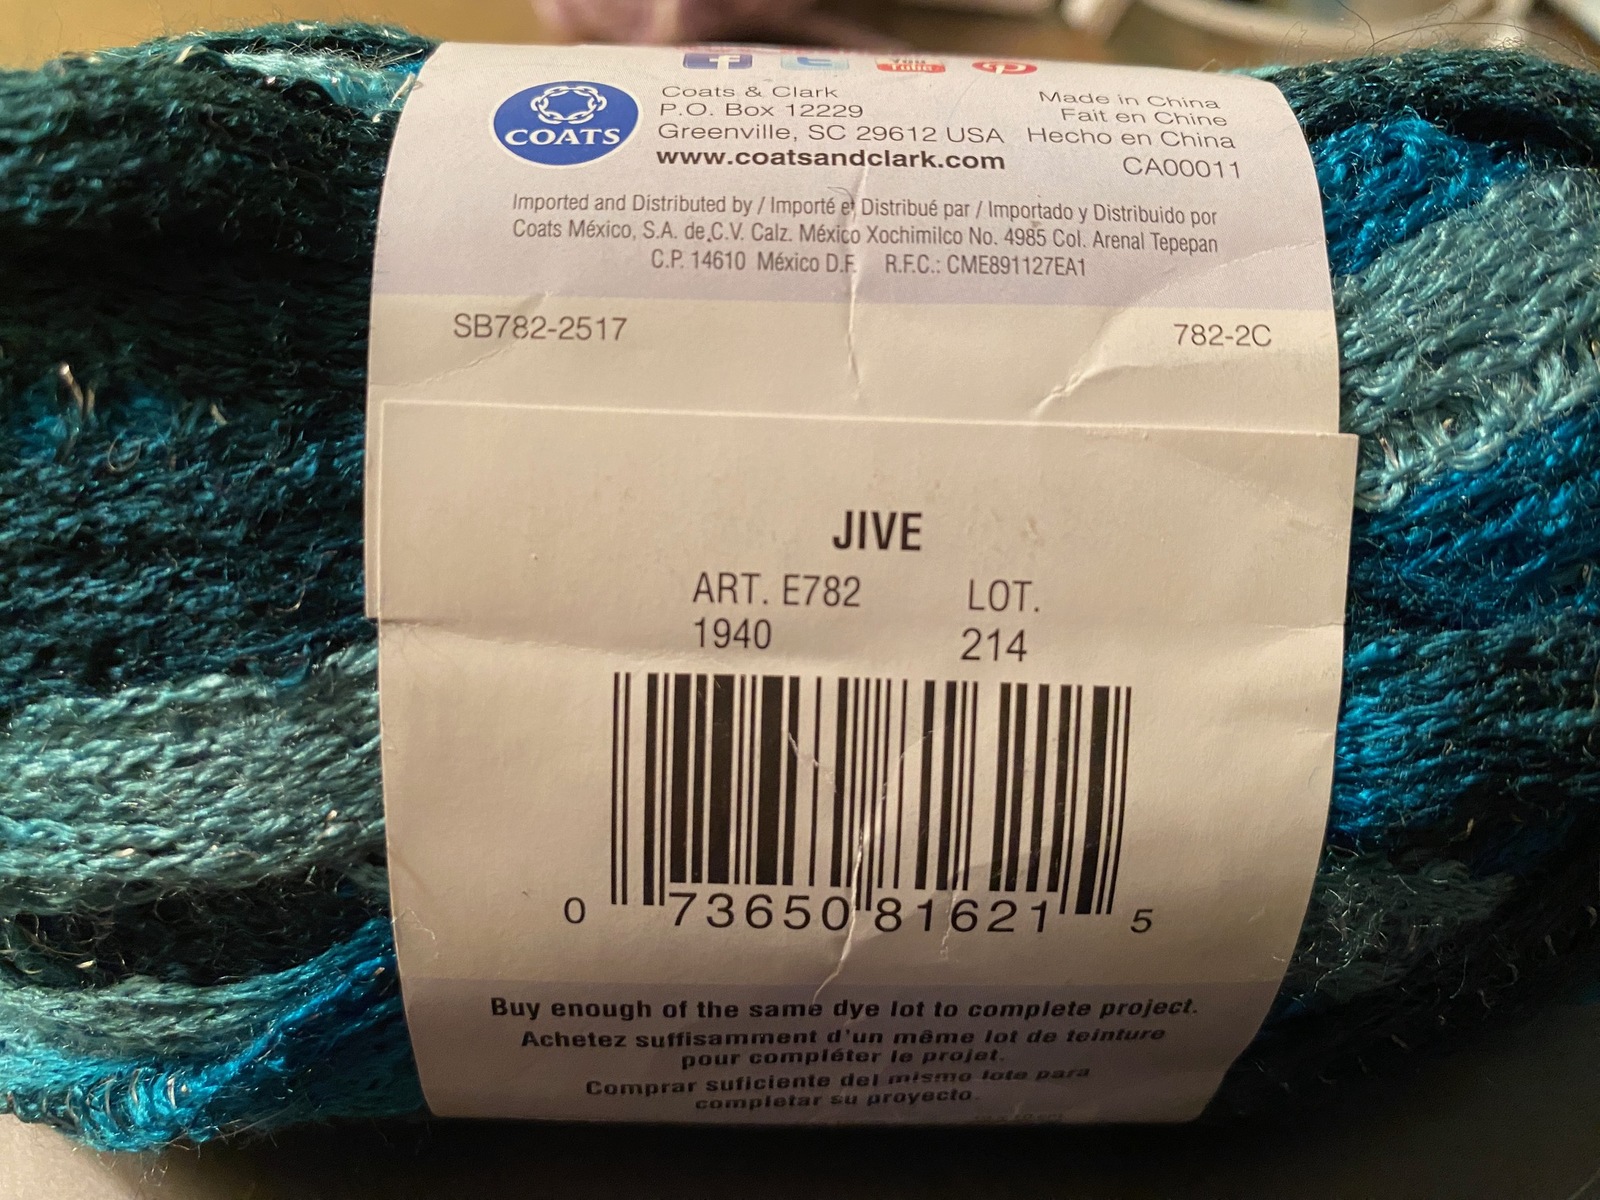 f
You
Tube
COATS
Coats & Clark
P.O. Box 12229
Greenville, SC 29612 USA
www.coatsandclark.com
Made in China
Fait en Chine
Hecho en China
CA00011
Imported and Distributed by / Importé et Distribué par / Importado y Distribuido por
Coats México, S.A. de C.V. Calz. México Xochimilco No. 4985 Col. Arenal Tepepan
C.P. 14610 México D.F. R.F.C.: CME891127EA1
SB782-2517
782-2C
JIVE
ART. E782 LOT.
1940 214
0 73650 81621 5
Buy enough of the same dye lot to complete project.
Achetez suffisamment d'un même lot de teinture
pour compléter le projet.
Comprar suficiente del mismo lote para
completar su proyecto.